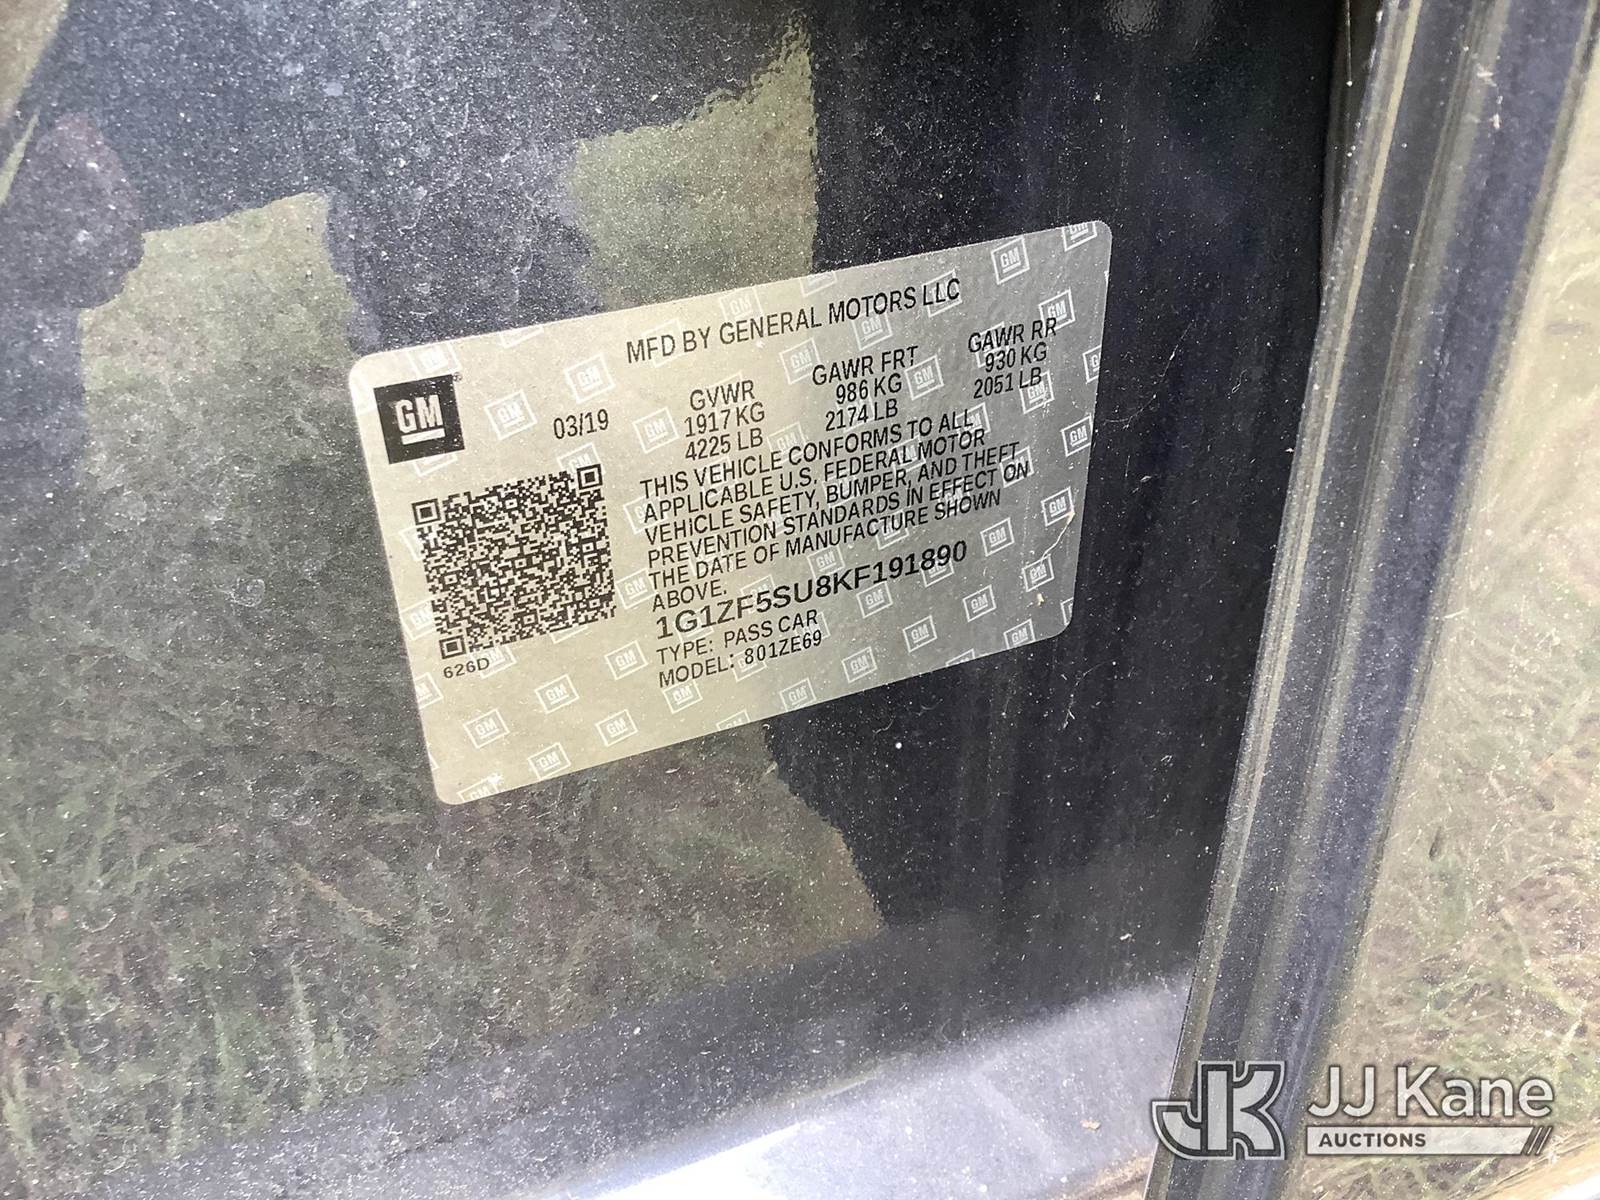 MFD BY GENERAL MOTORS LLC
GM
03/19
GVWR
1917 KG
4225 LB
GAWR FRT
986 KG
2174 LB
GAWR RR
930 KG
2051 LB
THIS VEHICLE CONFORMS TO ALL
APPLICABLE U.S. FEDERAL MOTOR
VEHICLE SAFETY, BUMPER, AND THEFT
PREVENTION STANDARDS IN EFFECT ON
THE DATE OF MANUFACTURE SHOWN
ABOVE.
1G1ZF5SU8KF191890
TYPE: PASS CAR
MODEL: 801ZE69
626D
JK
JJ Kane
AUCTIONS